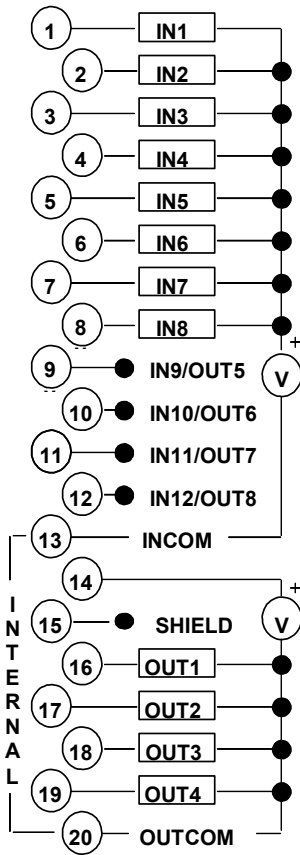 1 IN1
2 IN2
3 IN3
4 IN4
5 IN5
6 IN6
7 IN7
8 IN8
+
9 IN9/OUT5 V
10 IN10/OUT6
11 IN11/OUT7
12 IN12/OUT8
13 INCOM
14 +
15 SHIELD V
16 OUT1
17 OUT2
18 OUT3
19 OUT4
20 OUTCOM
INTERNAL